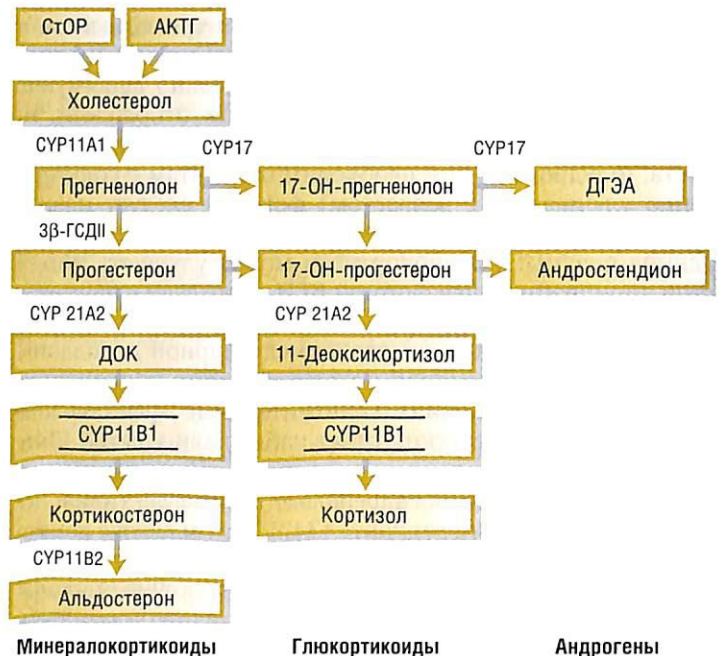 СтОР АКТГ
Холестерол
CYP11A1 CYP17 CYP17
Прегненолон 17-ОН-прегненолон ДГЭА
3β-ГСДII
Прогестерон 17-ОН-прогестерон Андростендион
CYP 21A2 CYP 21A2
ДОК 11-Деоксикортизол
CYP11B1 CYP11B1
Кортикостерон Кортизол
CYP11B2
Альдостерон
Минералокортикоиды Глюкортикоиды Андрогены